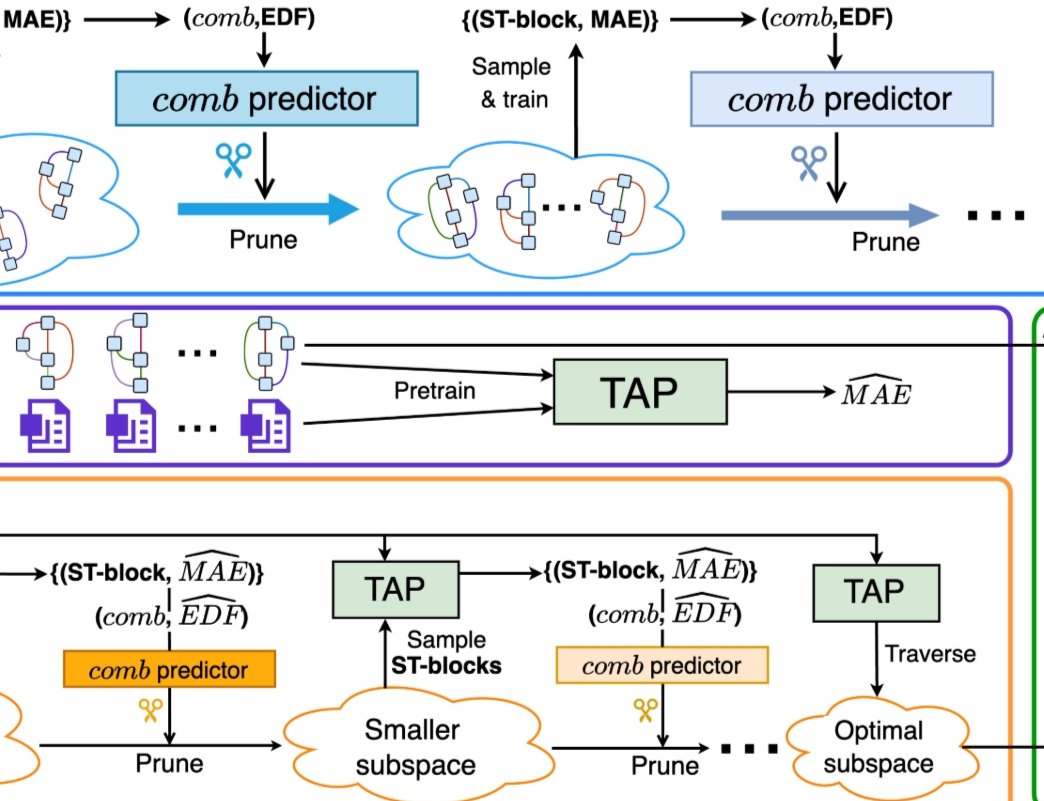 MAE)} (comb,EDF) {(ST-block, MAE)} (comb,EDF)
Sample
& train
comb predictor comb predictor
Prune Prune
...
...
... Pretrain TAP \widehat{MAE}
...
{(ST-block, \widehat{MAE})} TAP {(ST-block, \widehat{MAE})} TAP
(comb, \widehat{EDF}) (comb, \widehat{EDF})
Sample
ST-blocks
Traverse
comb predictor comb predictor
Smaller
subspace
Optimal
subspace
Prune Prune ...